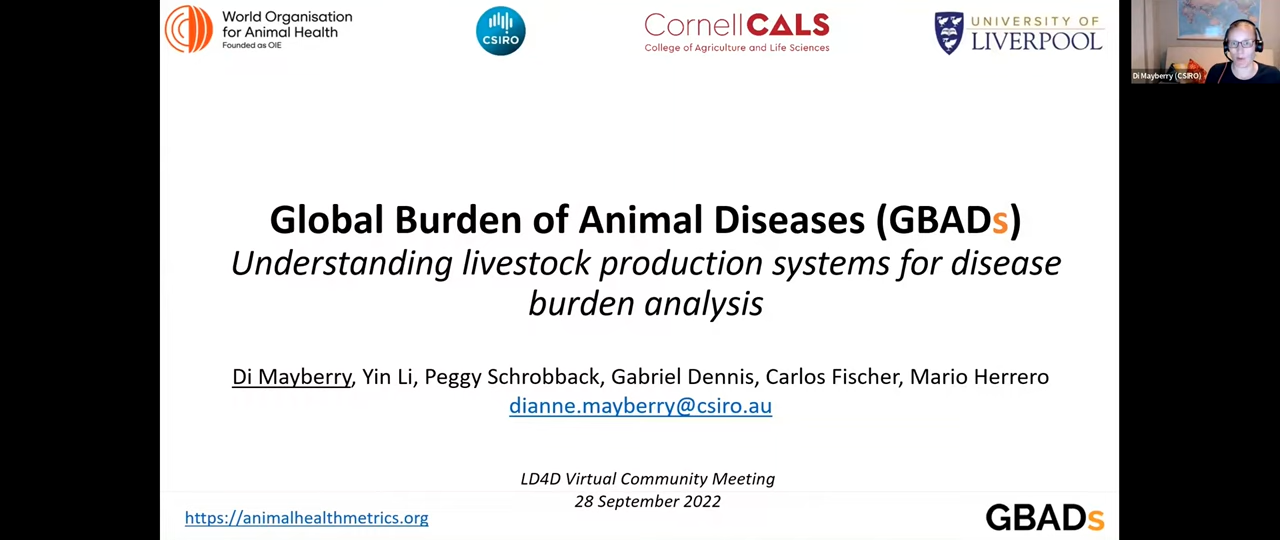 World Organisation
for Animal Health
Founded as OIE
CSIRO
CornellCALS
College of Agriculture and Life Sciences
UNIVERSITY OF
LIVERPOOL
Di Mayberry (CSIRO)
Global Burden of Animal Diseases (GBADs)
Understanding livestock production systems for disease
burden analysis
Di Mayberry, Yin Li, Peggy Schrobback, Gabriel Dennis, Carlos Fischer, Mario Herrero
dianne.mayberry@csiro.au
LD4D Virtual Community Meeting
28 September 2022
https://animalhealthmetrics.org
GBADs